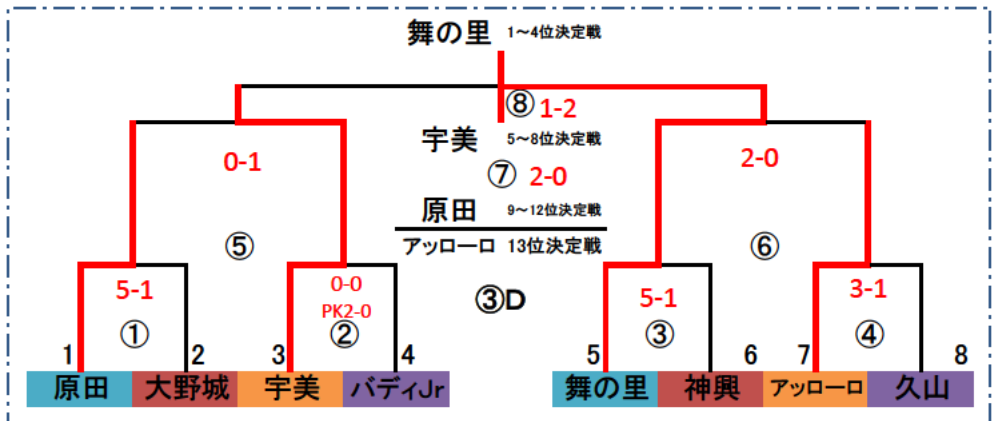 舞の里 1～4位決定戦
⑧ 1-2
宇美 5～8位決定戦
0-1
2-0
⑦ 2-0
原田 9～12位決定戦
アッローロ 13位決定戦
⑤
⑥
③D
5-1
0-0
PK2-0
5-1
3-1
① ② ③ ④
1 2 3 4 5 6 7 8
原田 大野城 宇美 バディJr 舞の里 神興 アッローロ 久山